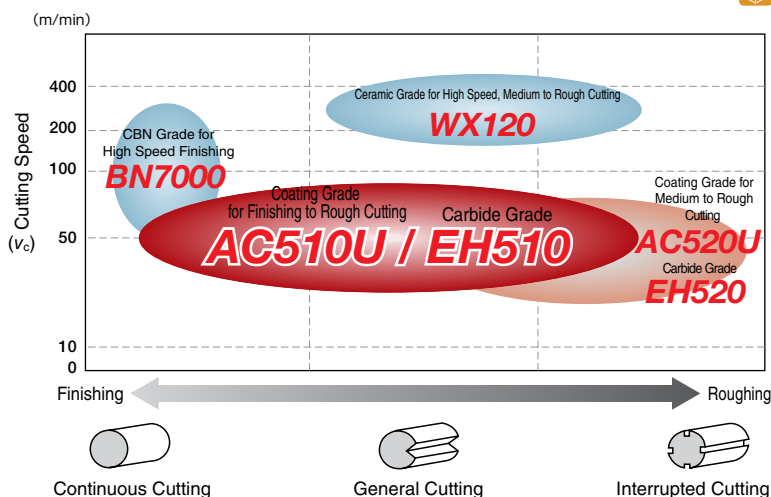 (m/min)
400
200
100
50
10
0
Cutting Speed
(vc)
CBN Grade for
High Speed Finishing
BN7000
Ceramic Grade for High Speed, Medium to Rough Cutting
WX120
Coating Grade
for Finishing to Rough Cutting
Carbide Grade
AC510U / EH510
Coating Grade for
Medium to Rough
Cutting
AC520U
Carbide Grade
EH520
Finishing
Roughing
Continuous Cutting
General Cutting
Interrupted Cutting